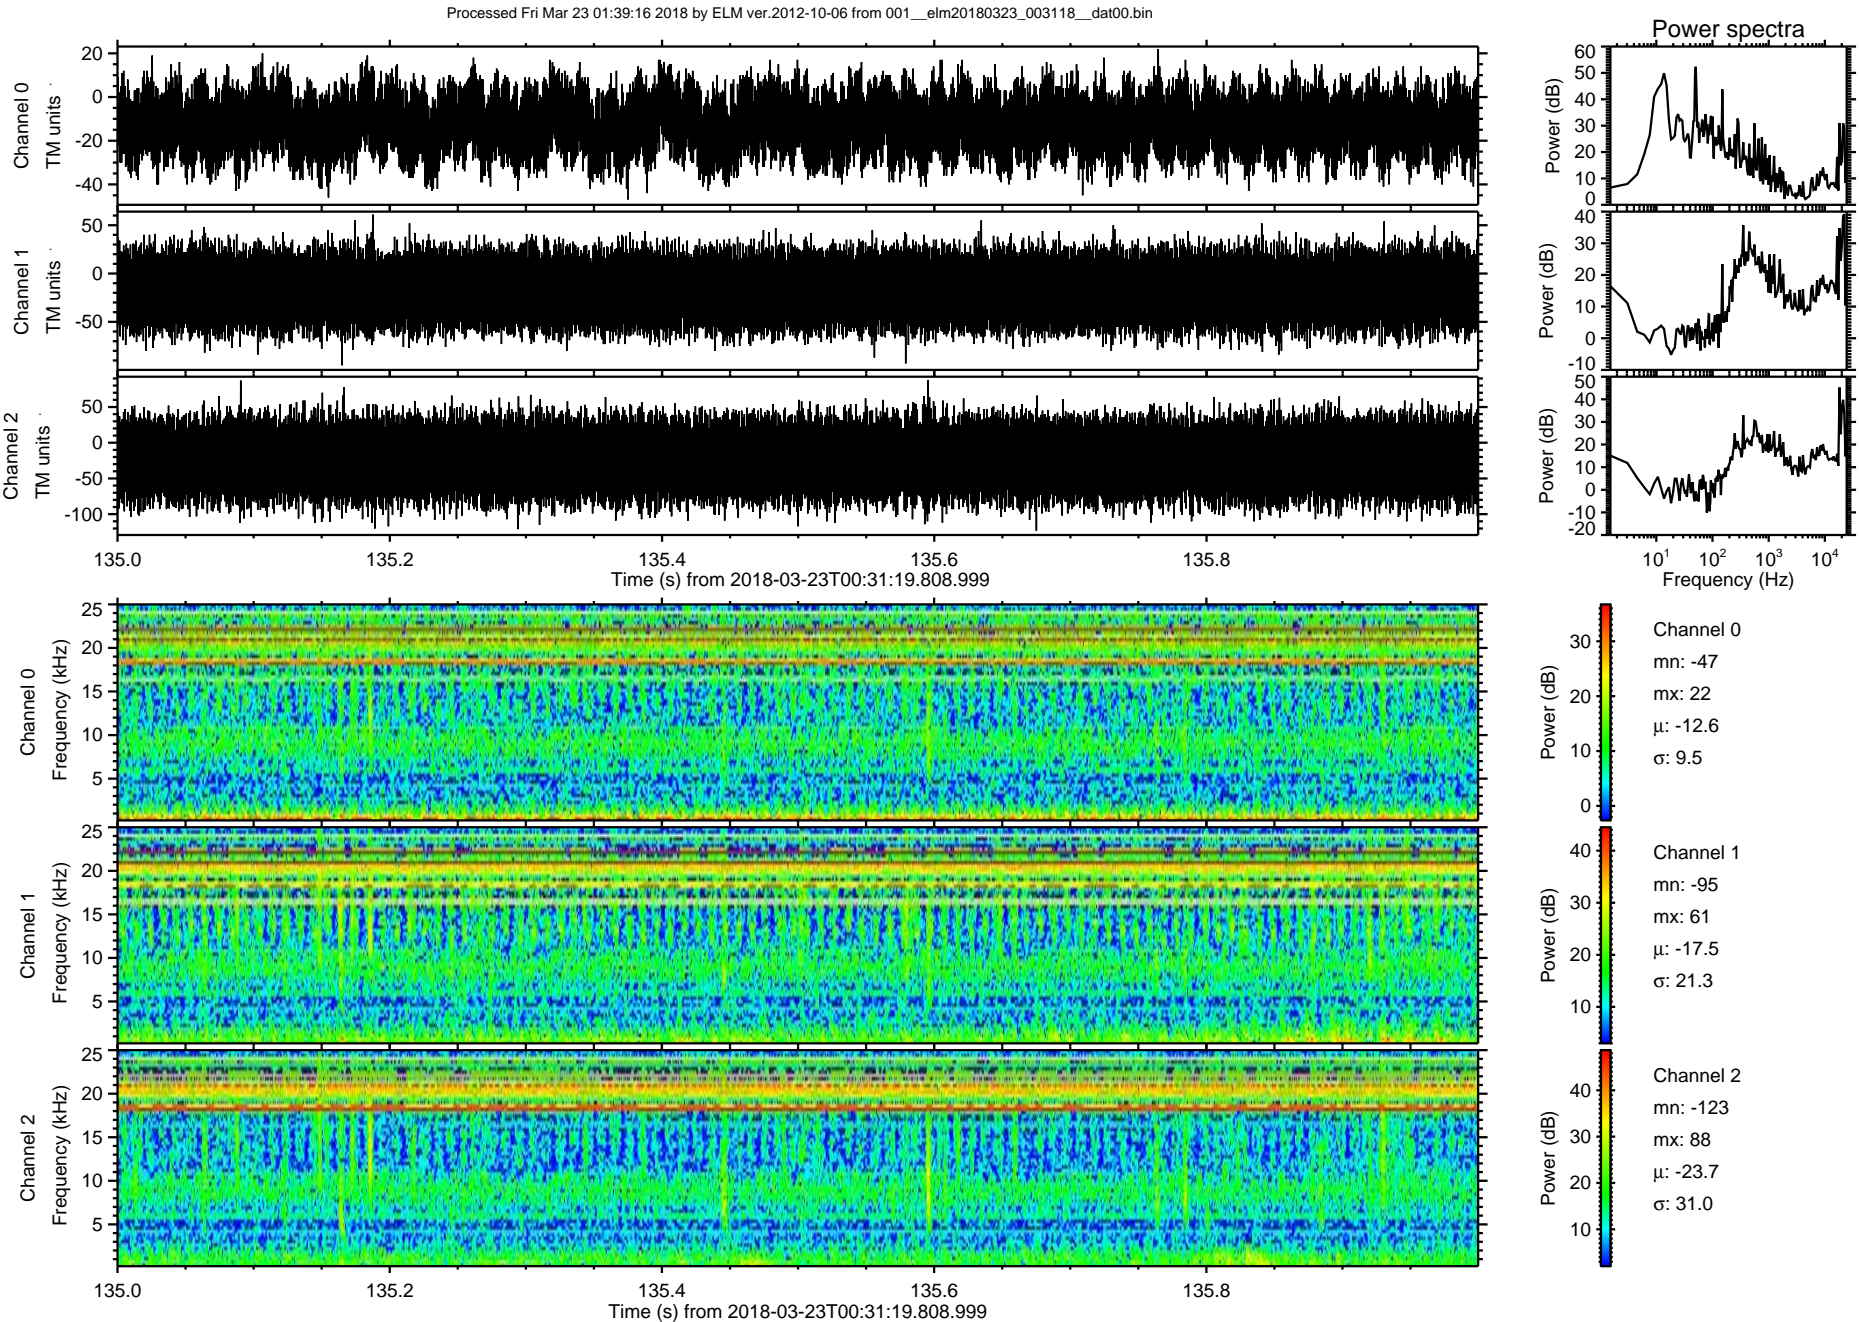 Processed Fri Mar 23 01:39:16 2018 by ELM ver.2012-10-06 from 001__elm20180323_003118__dat00.bin
Power spectra
Channel 0
TM units
20
0
-20
-40
Power (dB)
60
50
40
30
20
10
0
Channel 1
TM units
50
0
-50
Power (dB)
40
30
20
10
0
-10
Channel 2
TM units
50
0
-50
-100
Power (dB)
50
40
30
20
10
0
-10
-20
135.0 135.2 135.4 135.6 135.8
Time (s) from 2018-03-23T00:31:19.808.999
10¹ 10² 10³ 10⁴
Frequency (Hz)
Channel 0
Frequency (kHz)
25
20
15
10
5
Power (dB)
30
20
10
0
Channel 0
mn: -47
mx: 22
μ: -12.6
σ: 9.5
Channel 1
Frequency (kHz)
25
20
15
10
5
Power (dB)
40
30
20
10
Channel 1
mn: -95
mx: 61
μ: -17.5
σ: 21.3
Channel 2
Frequency (kHz)
25
20
15
10
5
Power (dB)
40
30
20
10
Channel 2
mn: -123
mx: 88
μ: -23.7
σ: 31.0
135.0 135.2 135.4 135.6 135.8
Time (s) from 2018-03-23T00:31:19.808.999